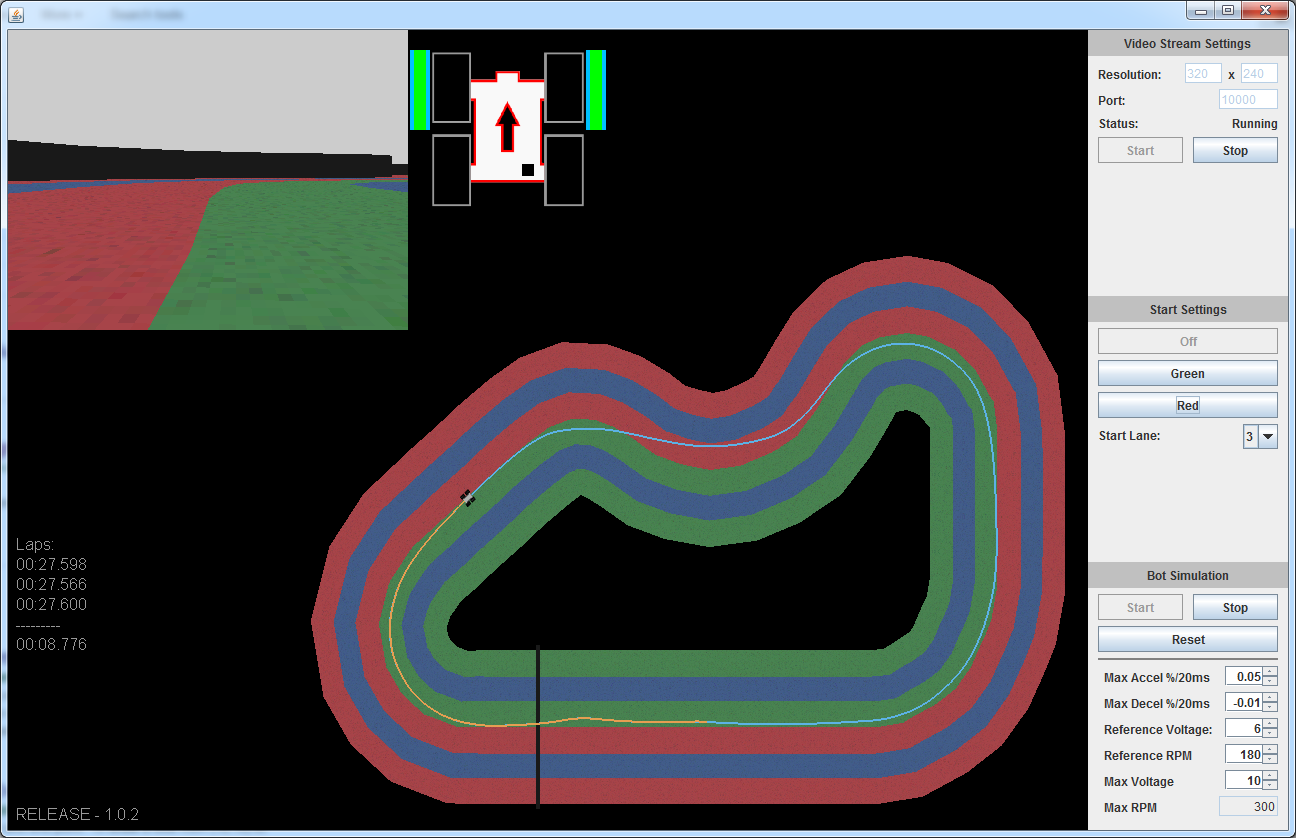 Video Stream Settings
Resolution: 320 x 240
Port: 10000
Status: Running
Start Stop
Start Settings
Off
Green
Red
Start Lane: 3
Bot Simulation
Start Stop
Reset
Max Accel %/20ms 0.05
Max Decel %/20ms -0.01
Reference Voltage: 6
Reference RPM 180
Max Voltage 10
Max RPM 300
Laps:
00:27.598
00:27.566
00:27.600
---------
00:08.776
RELEASE - 1.0.2